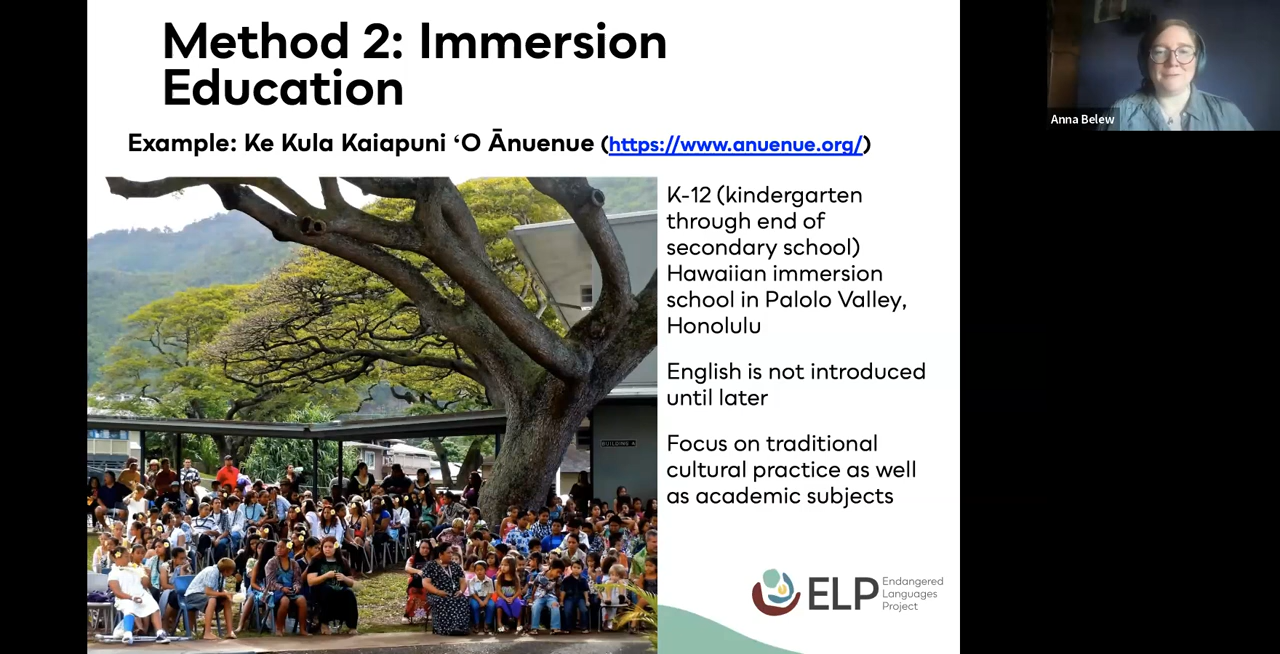 Method 2: Immersion
Education
Example: Ke Kula Kaiapuni ʻO Ānuenue (https://www.anuenue.org/)
K-12 (kindergarten
through end of
secondary school)
Hawaiian immersion
school in Palolo Valley,
Honolulu
English is not introduced
until later
Focus on traditional
cultural practice as well
as academic subjects
BUILDING A
ELP
Endangered
Languages
Project
Anna Belew